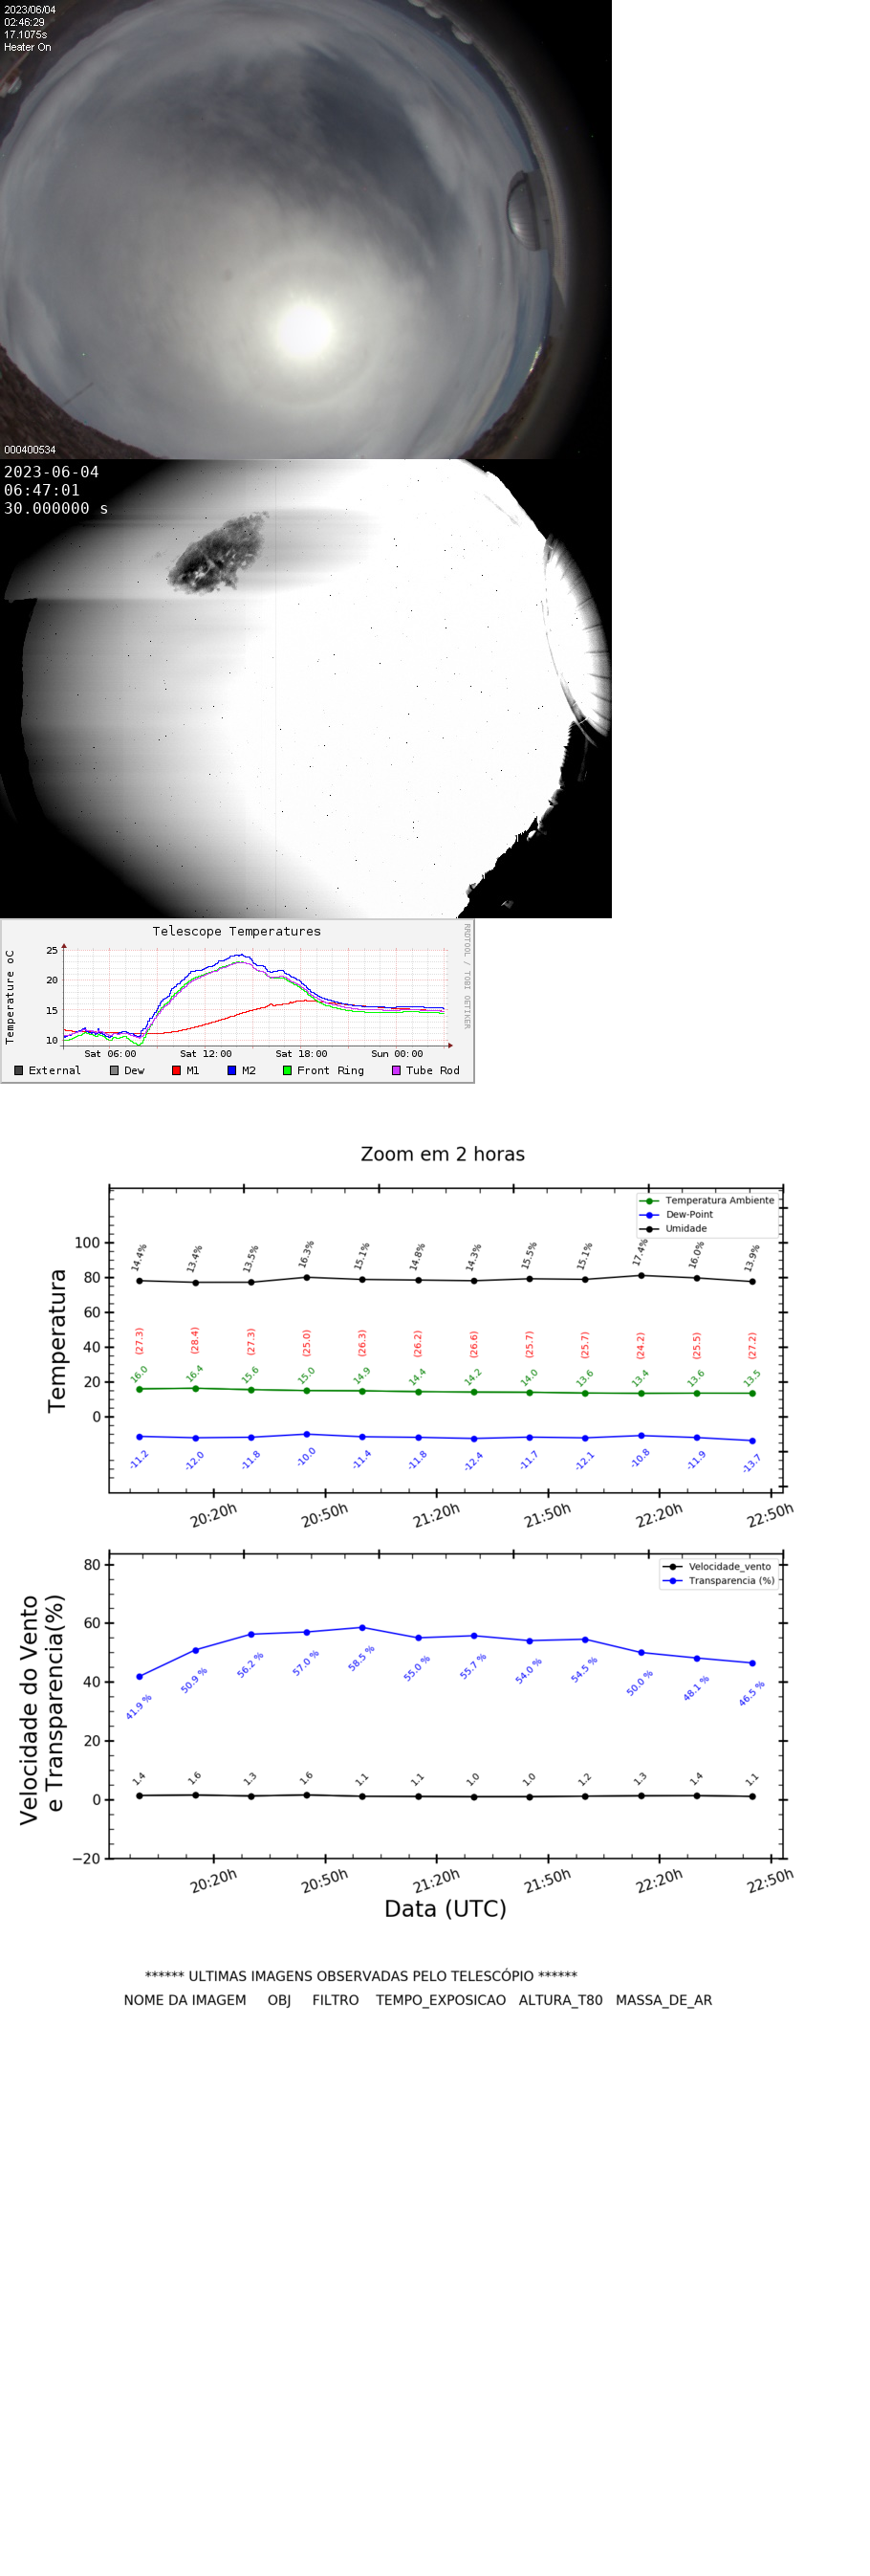 2023/06/04
02:46:29
17.1075s
Heater On
000400534
2023-06-04
06:47:01
30.000000 s
Telescope Temperatures
Temperature oC
RRDTOOL / TOBI OETIKER
25
20
15
10
Sat 06:00 Sat 12:00 Sat 18:00 Sun 00:00
External Dew M1 M2 Front Ring Tube Rod
Zoom em 2 horas
Temperatura
Temperatura Ambiente
Dew-Point
Umidade
100
80
60
40
20
0
14.4% 13.4% 13.5% 16.3% 15.1% 14.8% 14.3% 15.5% 15.1% 17.4% 16.0% 13.9%
(27.3) (28.4) (27.3) (25.0) (26.3) (26.2) (26.6) (25.7) (25.7) (24.2) (25.5) (27.2)
16.0 16.4 15.6 15.0 14.9 14.4 14.2 14.0 13.6 13.4 13.6 13.5
-11.2 -12.0 -11.8 -10.0 -11.4 -11.8 -12.4 -11.7 -12.1 -10.8 -11.9 -13.7
20:20h 20:50h 21:20h 21:50h 22:20h 22:50h
Velocidade do Vento
e Transparencia(%)
Velocidade_vento
Transparencia (%)
80
60
40
20
0
−20
41.9 % 50.9 % 56.2 % 57.0 % 58.5 % 55.0 % 55.7 % 54.0 % 54.5 % 50.0 % 48.1 % 46.5 %
1.4 1.6 1.3 1.6 1.1 1.1 1.0 1.0 1.2 1.3 1.4 1.1
20:20h 20:50h 21:20h 21:50h 22:20h 22:50h
Data (UTC)
****** ULTIMAS IMAGENS OBSERVADAS PELO TELESCÓPIO ******
NOME DA IMAGEM OBJ FILTRO TEMPO_EXPOSICAO ALTURA_T80 MASSA_DE_AR